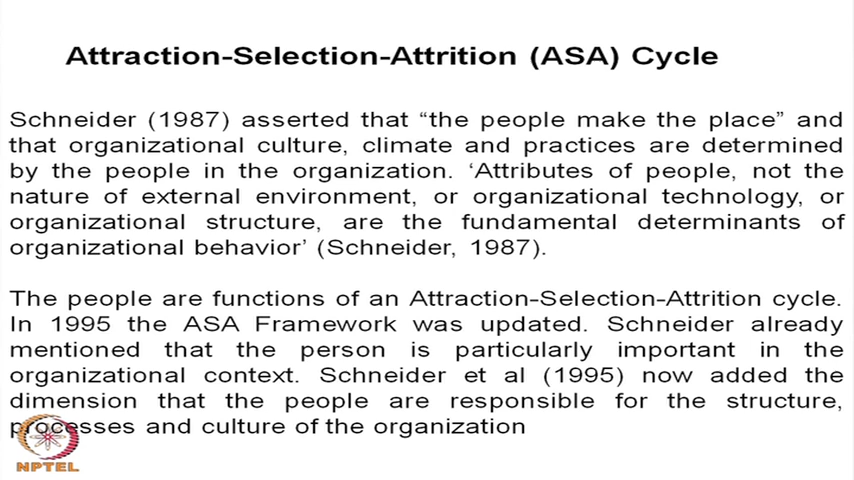 Attraction-Selection-Attrition (ASA) Cycle
Schneider (1987) asserted that “the people make the place” and
that organizational culture, climate and practices are determined
by the people in the organization. ‘Attributes of people, not the
nature of external environment, or organizational technology, or
organizational structure, are the fundamental determinants of
organizational behavior’ (Schneider, 1987).
The people are functions of an Attraction-Selection-Attrition cycle.
In 1995 the ASA Framework was updated. Schneider already
mentioned that the person is particularly important in the
organizational context. Schneider et al (1995) now added the
dimension that the people are responsible for the structure,
processes and culture of the organization
NPTEL